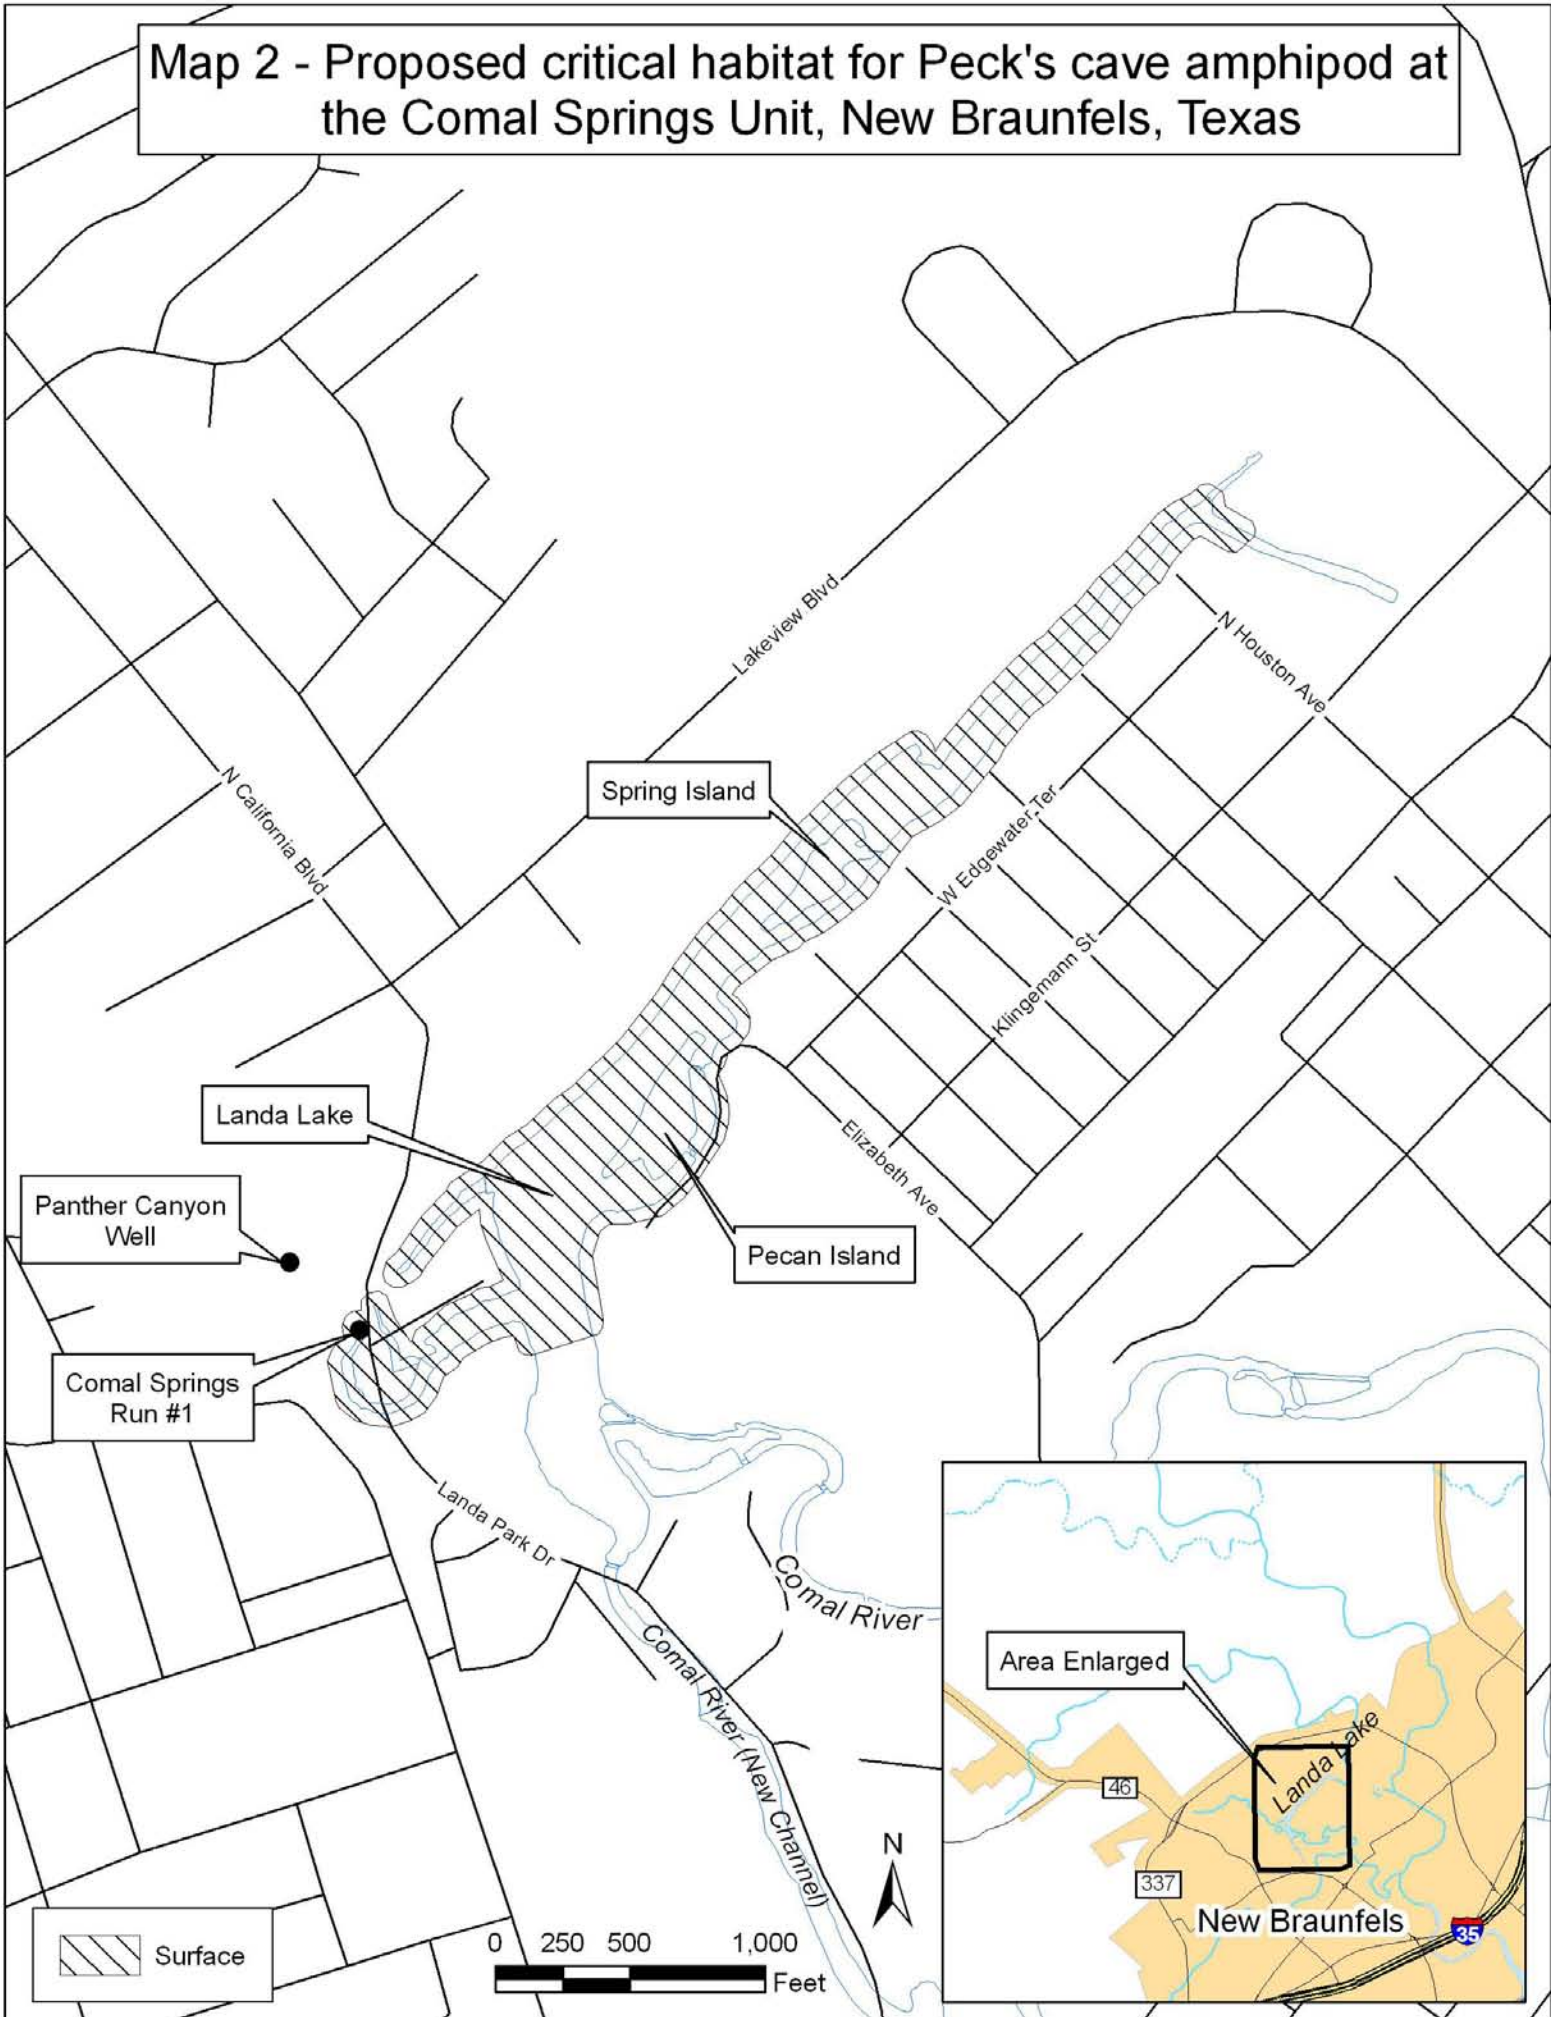 Map 2 - Proposed critical habitat for Peck's cave amphipod at
the Comal Springs Unit, New Braunfels, Texas
Lakeview Blvd
N Houston Ave
N California Blvd
Spring Island
W Edgewater Ter
Klingemann St
Landa Lake
Elizabeth Ave
Panther Canyon
Well
Pecan Island
Comal Springs
Run #1
Landa Park Dr
Comal River
Comal River (New Channel)
Area Enlarged
Landa Lake
46
337
New Braunfels
35
N
Surface
0 250 500 1,000
Feet